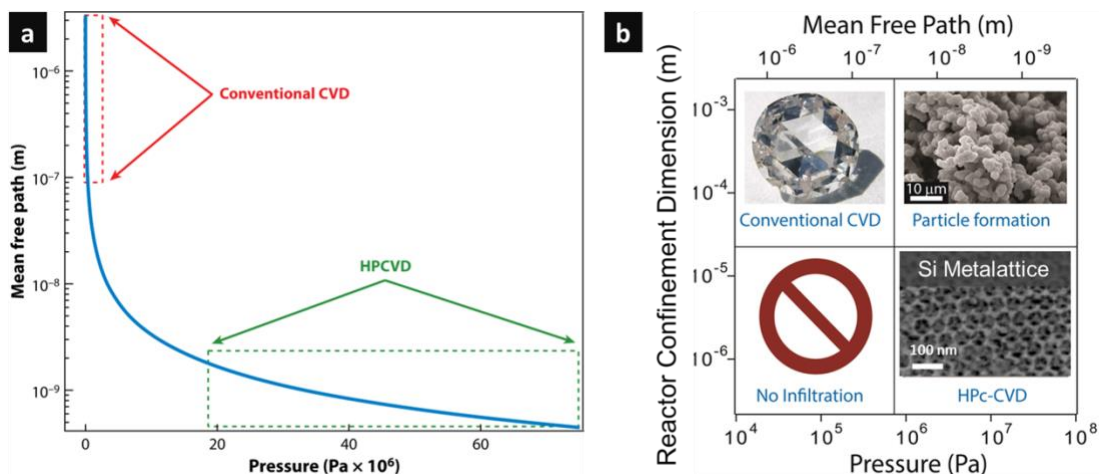 a
10⁻⁶
10⁻⁷
10⁻⁸
10⁻⁹
Mean free path (m)
Conventional CVD
HPCVD
0
20
40
60
Pressure (Pa × 10⁶)
b
Mean Free Path (m)
10⁻⁶ 10⁻⁷ 10⁻⁸ 10⁻⁹
Reactor Confinement Dimension (m)
10⁻³
10⁻⁴
10⁻⁵
10⁻⁶
Conventional CVD
10 µm
Particle formation
No Infiltration
Si Metalattice
100 nm
HPc-CVD
10⁴ 10⁵ 10⁶ 10⁷ 10⁸
Pressure (Pa)